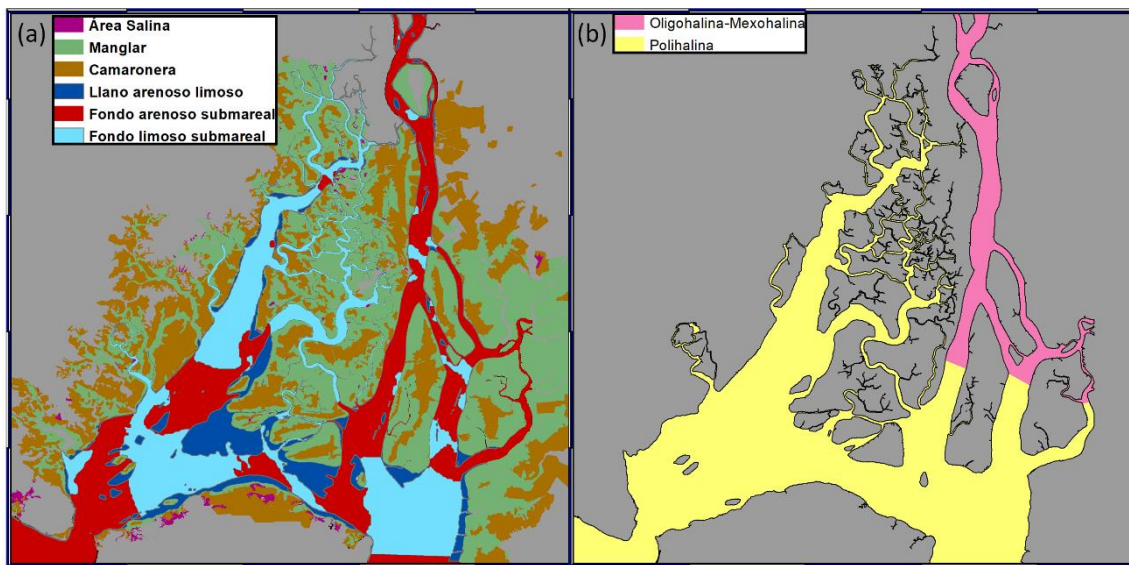 (a)
Área Salina
Manglar
Camaronera
Llano arenoso limoso
Fondo arenoso submareal
Fondo limoso submareal
(b)
Oligohalina-Mexohalina
Polihalina